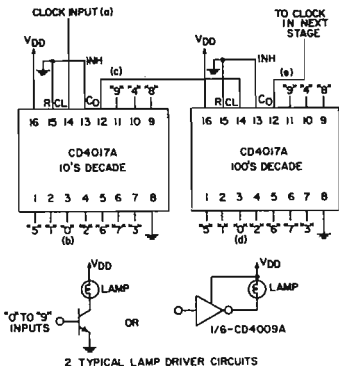 CLOCK INPUT (a)
TO CLOCK
IN NEXT
STAGE
VDD
INH
(c)
VDD
INH
(e)
R CL CO "9" "4" "8"
R CL CO "9" "4" "8"
16 15 14 13 12 11 10 9
16 15 14 13 12 11 10 9
CD4017A
10'S DECADE
CD4017A
100'S DECADE
1 2 3 4 5 6 7 8
1 2 3 4 5 6 7 8
"5" "1" "0" "2" "6" "7" "3"
"5" "1" "0" "2" "6" "7" "3"
(b)
(d)
VDD
LAMP
"0" TO "9"
INPUTS
OR
VDD
LAMP
1/6-CD4009A
2 TYPICAL LAMP DRIVER CIRCUITS